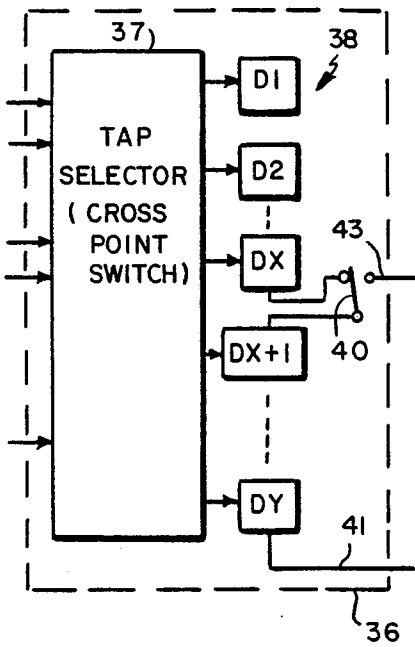 37
D1
38
TAP
SELECTOR
(CROSS
POINT
SWITCH)
D2
DX
43
40
DX+1
DY
41
36